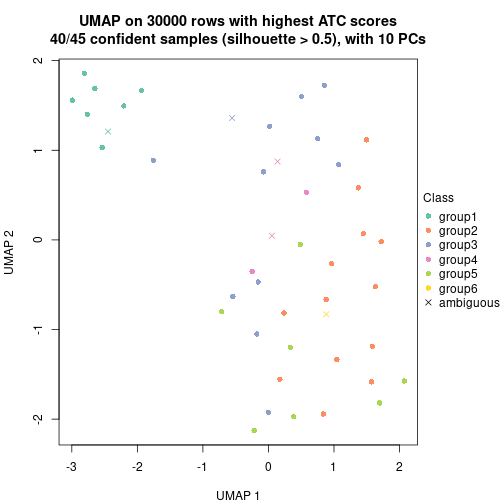 UMAP on 30000 rows with highest ATC scores
40/45 confident samples (silhouette > 0.5), with 10 PCs
2
1
0
-1
-2
UMAP 2
-3
-2
-1
0
1
2
UMAP 1
Class
group1
group2
group3
group4
group5
group6
ambiguous